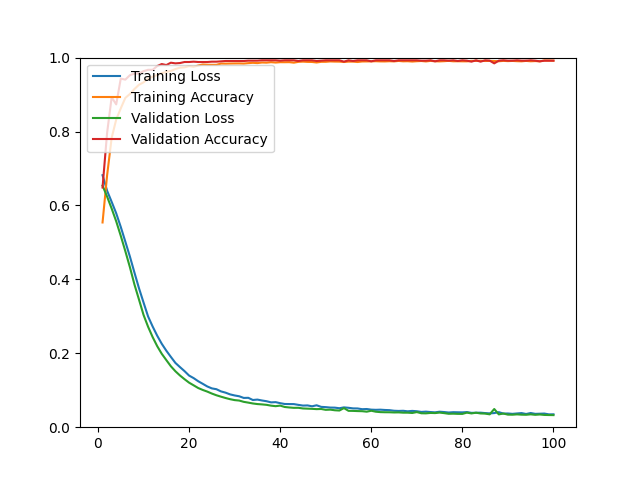 1.0
0.8
0.6
0.4
0.2
0.0
Training Loss
Training Accuracy
Validation Loss
Validation Accuracy
0 20 40 60 80 100